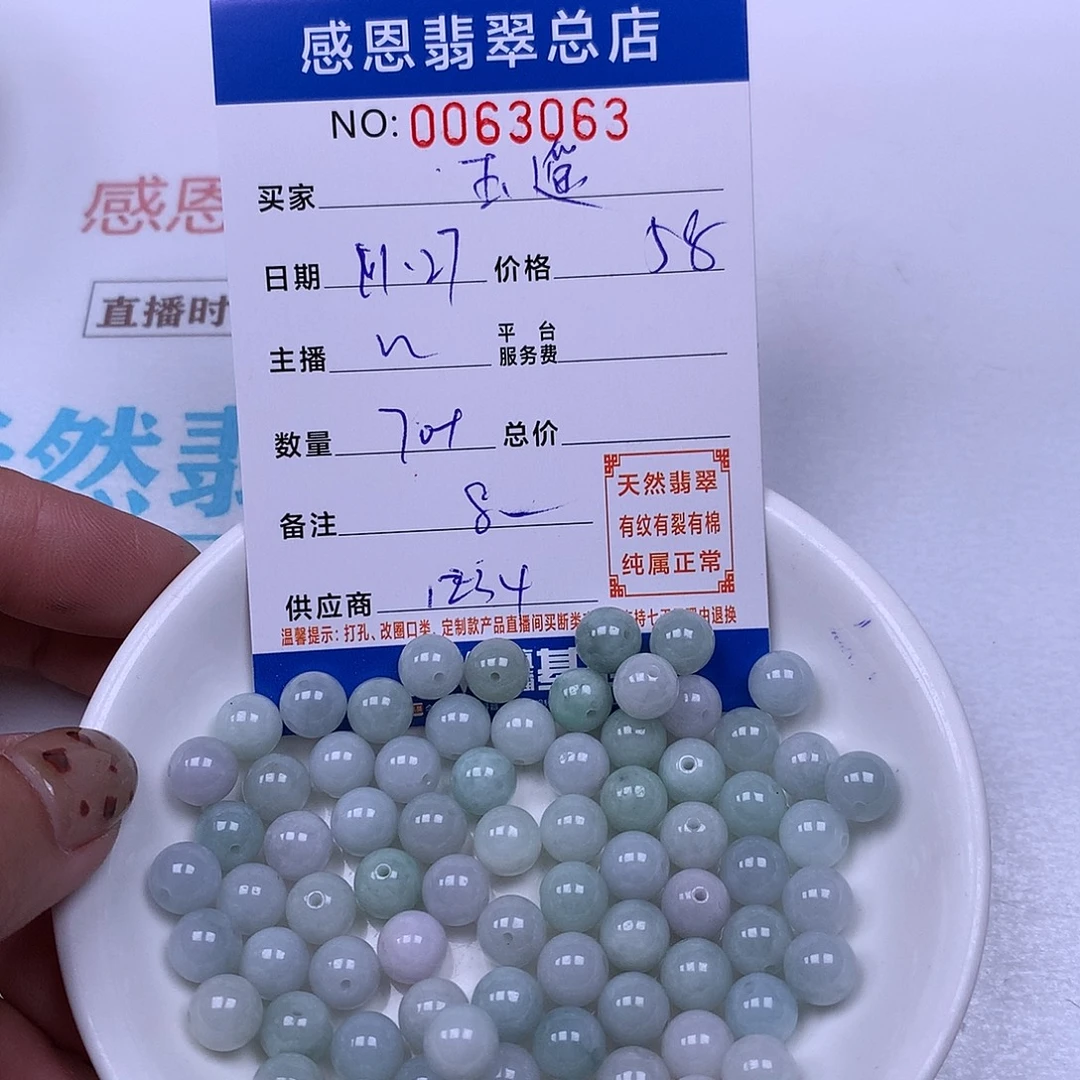 感恩翡翠总店
NO: 0063063
买家
日期 11.27 价格 58
主播 平台服务费
数量 总价
备注 8
供应商 1234
天然翡翠
有纹有裂有棉
纯属正常
温馨提示：打孔、改圈口类、定制款产品直播间买断类
退换
基
感恩
直播时
然翡